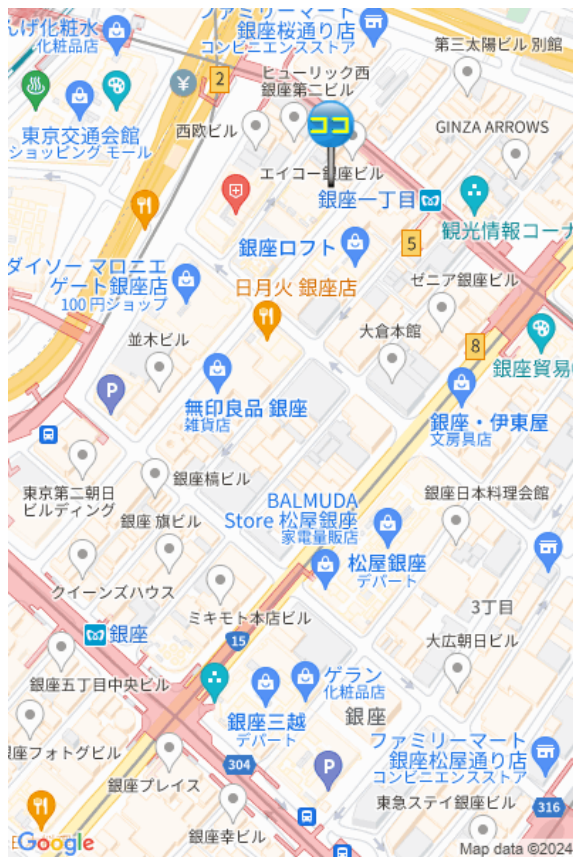 ファミリーマート
銀座桜通り店
コンビニエンスストア
んげ化粧水
化粧品店
第三太陽ビル 別館
2
ヒューリック西
銀座第二ビル
¥
東京交通会館
ショッピング モール
西欧ビル
ココ
GINZA ARROWS
エイコー銀座ビル
銀座一丁目
観光情報コーナ
銀座ロフト
5
ダイソー マロニエ
ゲート銀座店
100 円ショップ
日月火 銀座店
ゼニア銀座ビル
並木ビル
大倉本館
8
銀座貿易
P
無印良品 銀座
雑貨店
銀座・伊東屋
文房具店
東京第二朝日
ビルディング
銀座槁ビル
銀座 旗ビル
BALMUDA
Store 松屋銀座
家電量販店
銀座日本料理会館
松屋銀座
デパート
クイーンズハウス
ミキモト本店ビル
3丁目
銀座
15
大広朝日ビル
銀座五丁目中央ビル
ゲラン
化粧品店
銀座三越
デパート
銀座
座フォトグビル
304
P
ファミリーマート
銀座松屋通り店
コンビニエンスストア
銀座プレイス
東急ステイ銀座ビル
316
銀座幸ビル
Google
Map data ©2024